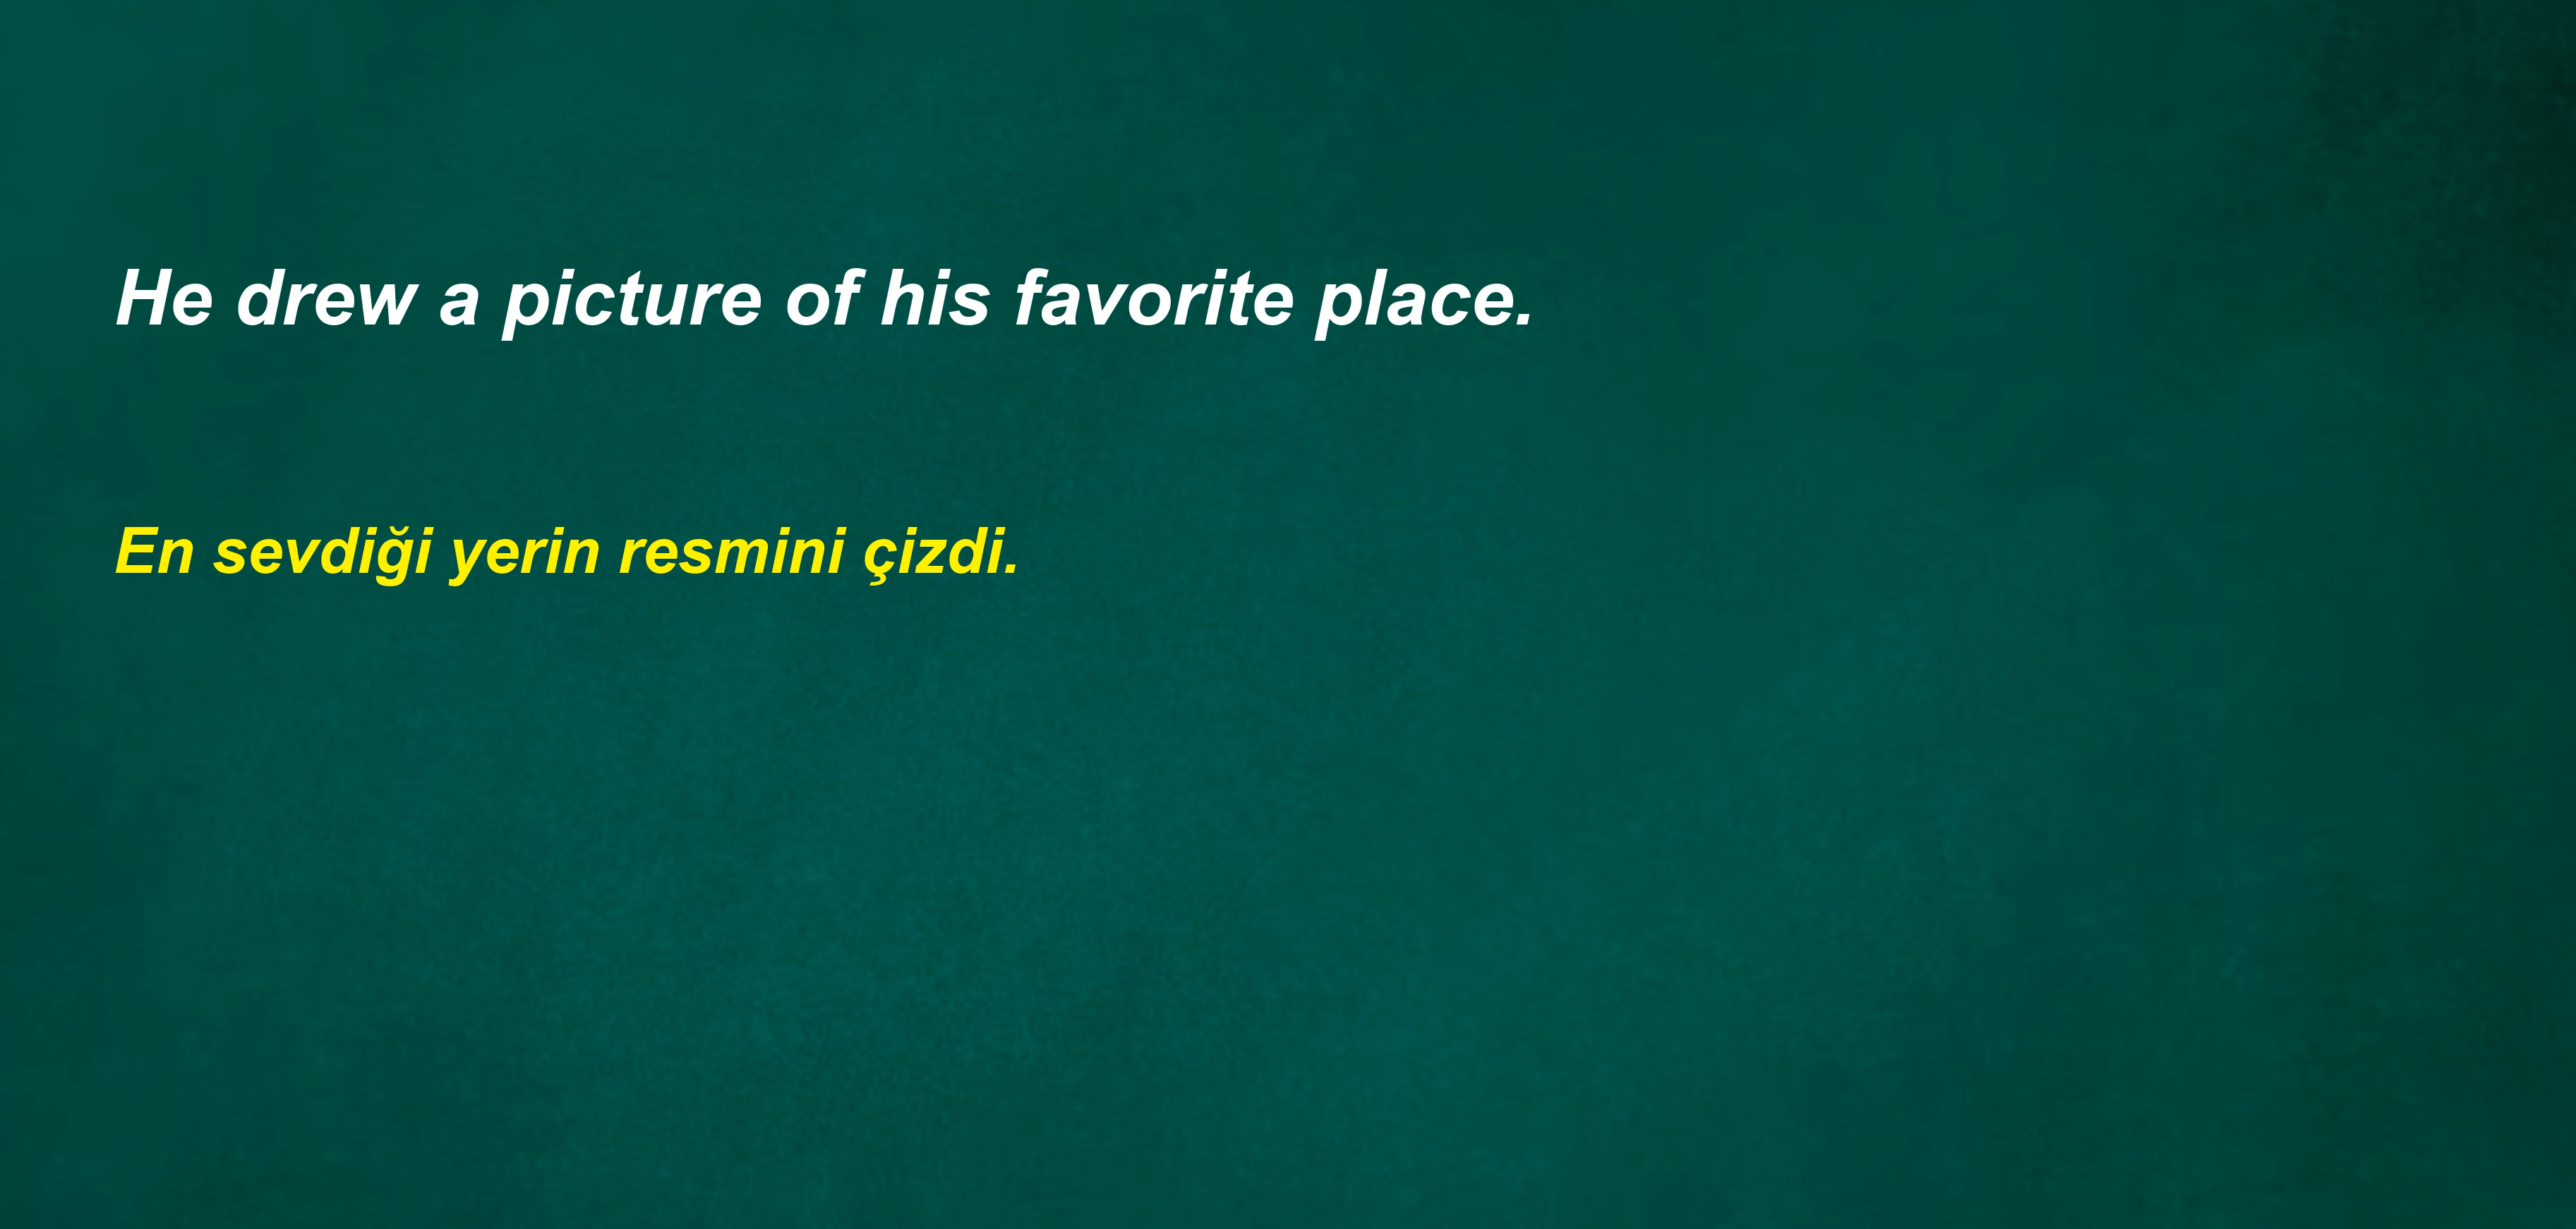 He drew a picture of his favorite place.
En sevdiği yerin resmini çizdi.